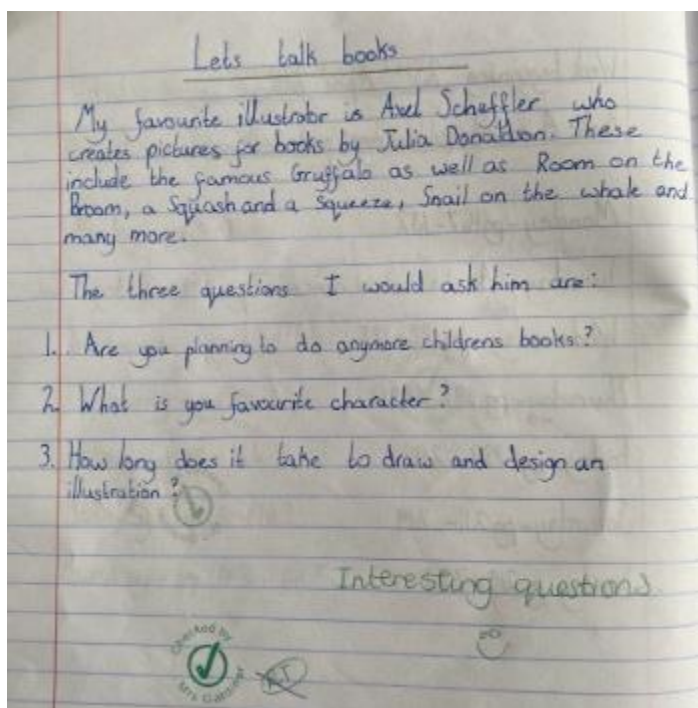 Lets talk books
My favourite illustrator is Axel Scheffler who
creates pictures for books by Julia Donaldson. These
include the famous Gruffalo as well as Room on the
Broom, a Squash and a Squeeze, Snail on the whale and
many more.
The three questions I would ask him are:
1. Are you planning to do anymore childrens books?
2. What is you favourite character?
3. How long does it take to draw and design an
illustration?
Interesting questions.
Checked by
Mrs